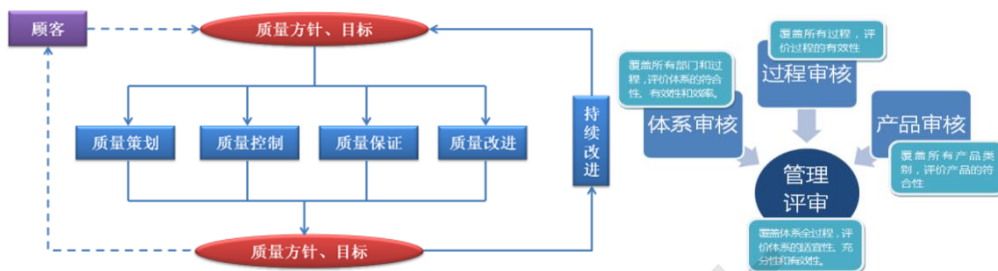 顾客
质量方针、目标
质量策划
质量控制
质量保证
质量改进
持续改进
质量方针、目标
覆盖所有过程，评
价过程的有效性
过程审核
覆盖所有部门和过
程，评价体系的符合
性、有效性和效率。
体系审核
产品审核
覆盖所有产品类
别，评价产品的符
合性
管理
评审
覆盖体系全过程，评
价体系的适宜性、充
分性和有效性。